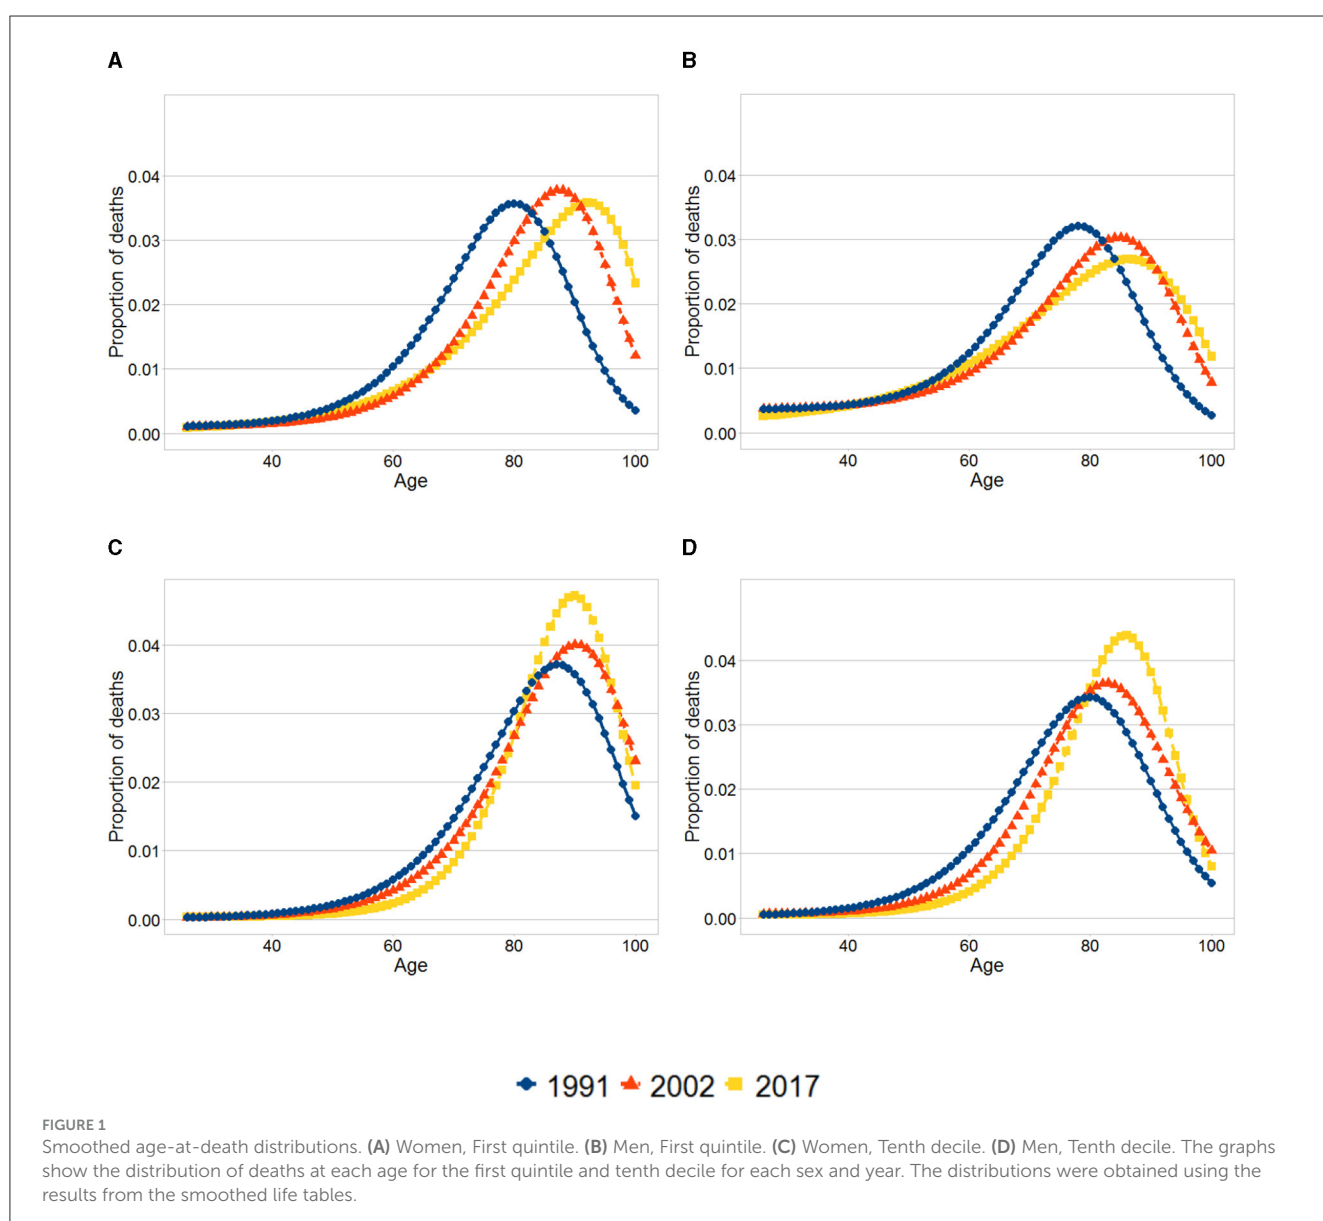 A
B
Proportion of deaths
0.04
0.03
0.02
0.01
0.00
40 60 80 100
Age
Proportion of deaths
0.04
0.03
0.02
0.01
0.00
40 60 80 100
Age
C
D
Proportion of deaths
0.04
0.03
0.02
0.01
0.00
40 60 80 100
Age
Proportion of deaths
0.04
0.03
0.02
0.01
0.00
40 60 80 100
Age
1991 2002 2017
FIGURE 1
Smoothed age-at-death distributions. (A) Women, First quintile. (B) Men, First quintile. (C) Women, Tenth decile. (D) Men, Tenth decile. The graphs
show the distribution of deaths at each age for the first quintile and tenth decile for each sex and year. The distributions were obtained using the
results from the smoothed life tables.